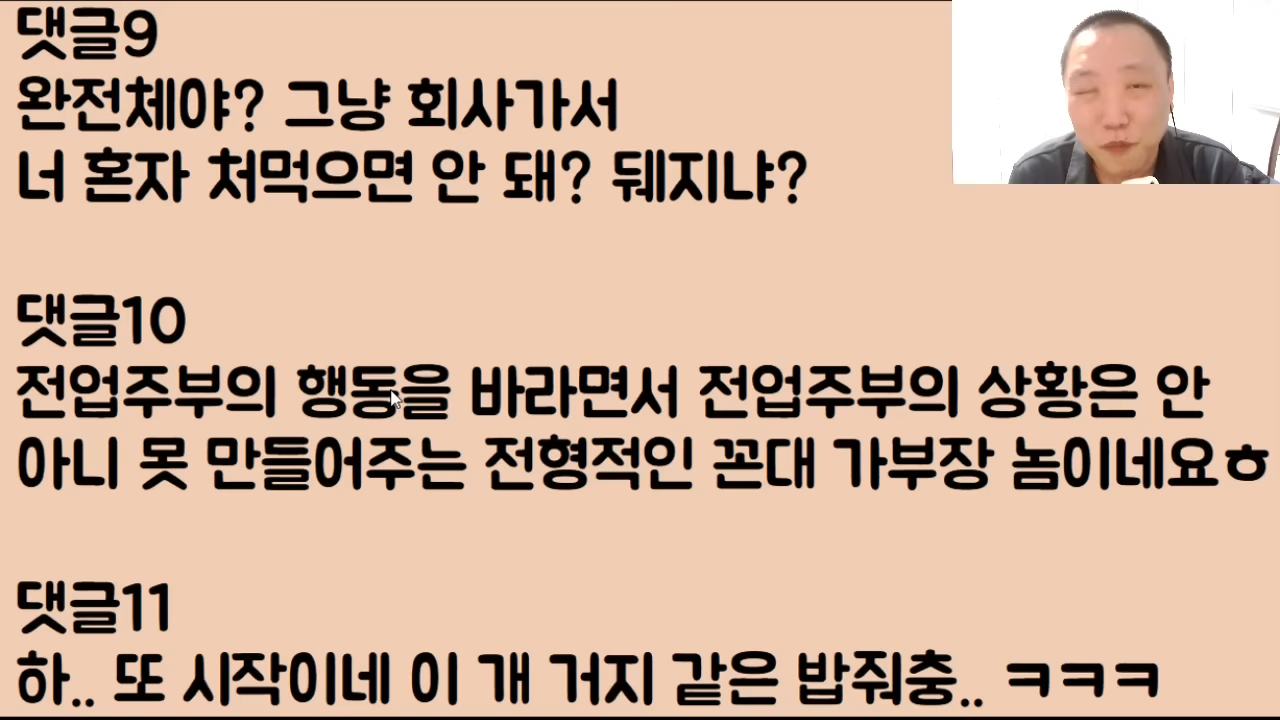 댓글9
완전체야? 그냥 회사가서
너 혼자 처먹으면 안 돼? 뒈지냐?
댓글10
전업주부의 행동을 바라면서 전업주부의 상황은 안
아니 못 만들어주는 전형적인 꼰대 가부장 놈이네요ㅎ
댓글11
하.. 또 시작이네 이 개 거지 같은 밥줘충.. ㅋㅋㅋ